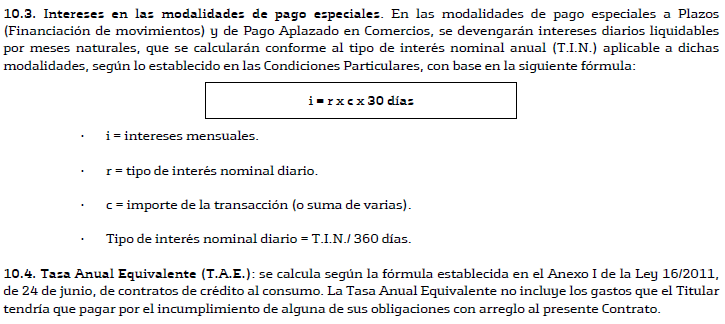 10.3. Intereses en las modalidades de pago especiales. En las modalidades de pago especiales a Plazos
(Financiación de movimientos) y de Pago Aplazado en Comercios, se devengarán intereses diarios liquidables
por meses naturales, que se calcularán conforme al tipo de interés nominal anual (T.I.N.) aplicable a dichas
modalidades, según lo establecido en las Condiciones Particulares, con base en la siguiente fórmula:
i = r x c x 30 días
· i = intereses mensuales.
· r = tipo de interés nominal diario.
· c = importe de la transacción (o suma de varias).
· Tipo de interés nominal diario = T.I.N./ 360 días.
10.4. Tasa Anual Equivalente (T.A.E.): se calcula según la fórmula establecida en el Anexo I de la Ley 16/2011,
de 24 de junio, de contratos de crédito al consumo. La Tasa Anual Equivalente no incluye los gastos que el Titular
tendría que pagar por el incumplimiento de alguna de sus obligaciones con arreglo al presente Contrato.